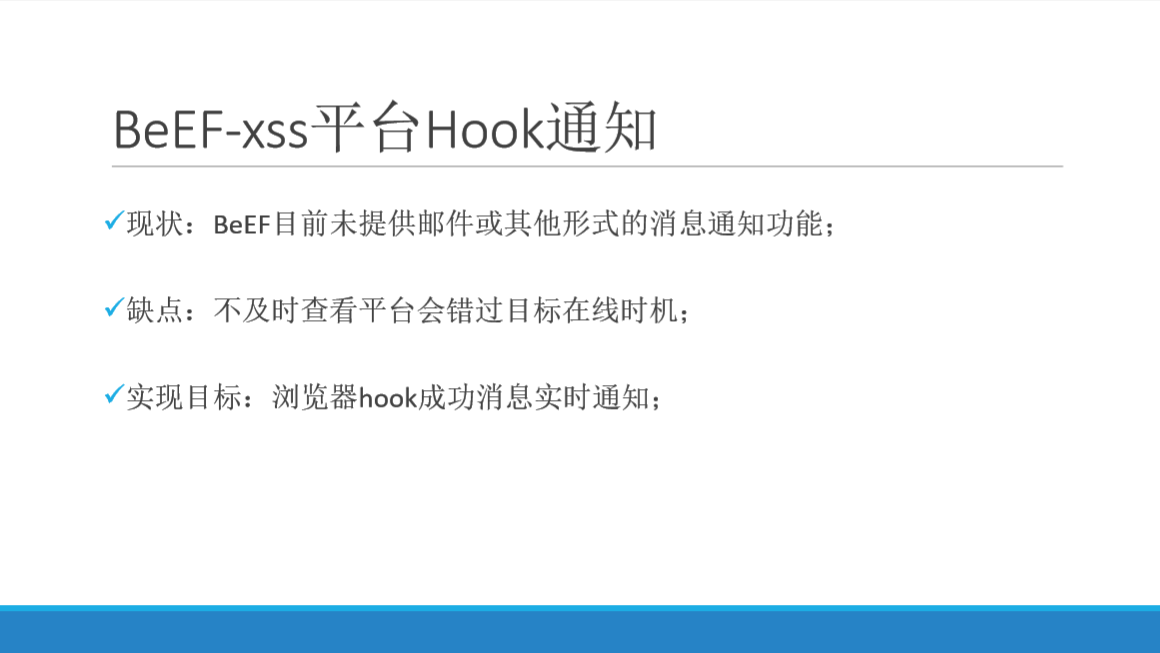 BeEF-xss平台Hook通知
✓现状：BeEF目前未提供邮件或其他形式的消息通知功能；
✓缺点：不及时查看平台会错过目标在线时机；
✓实现目标：浏览器hook成功消息实时通知；